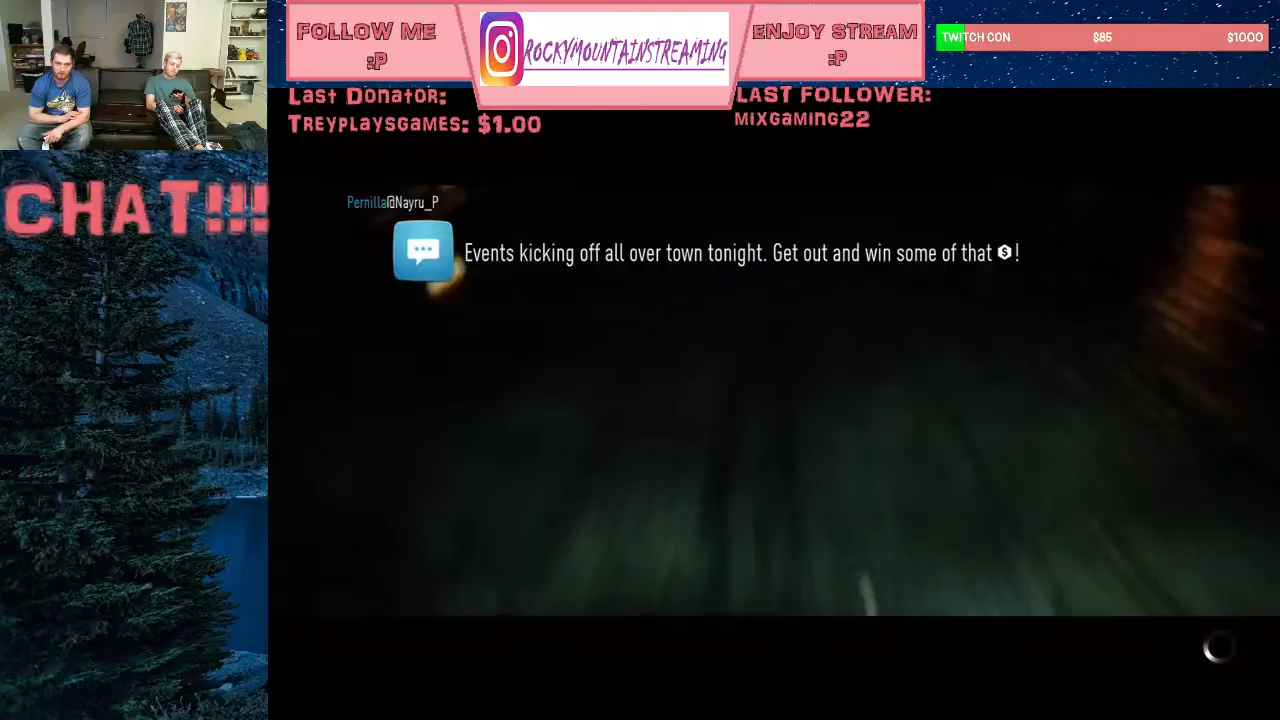 FOLLOW ME
:P
ROCKYMOUNTAINSTREAMING
ENJOY STREAM
:P
TWITCH CON $85 $1000
Last Donator:
Treyplaysgames: $1.00
LAST FOLLOWER:
mixgaming22
CHAT!!!
Pernilla@Nayru_P
Events kicking off all over town tonight. Get out and win some of that $!